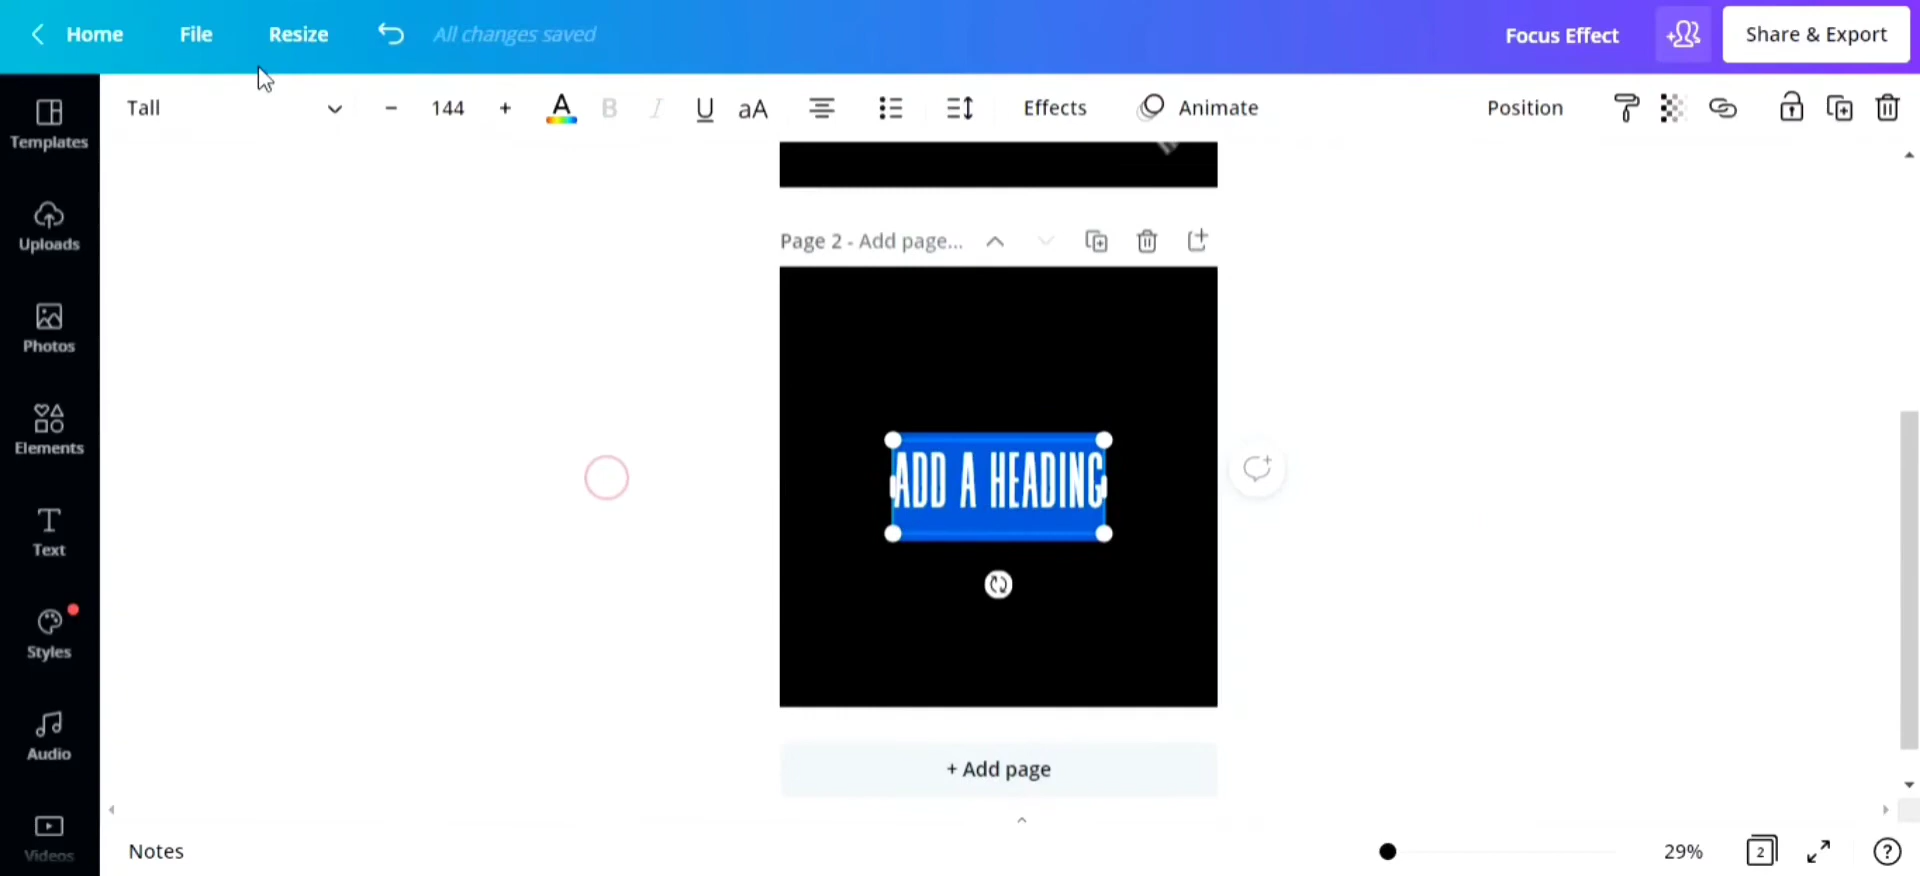 Home File Resize All changes saved Focus Effect Share & Export
Tall 144 A B I U aA Effects Animate Position
Templates
Uploads
Photos
Elements
Text
Styles
Audio
Videos
Page 2 - Add page...
ADD A HEADING
+ Add page
Notes 29% 2 ?